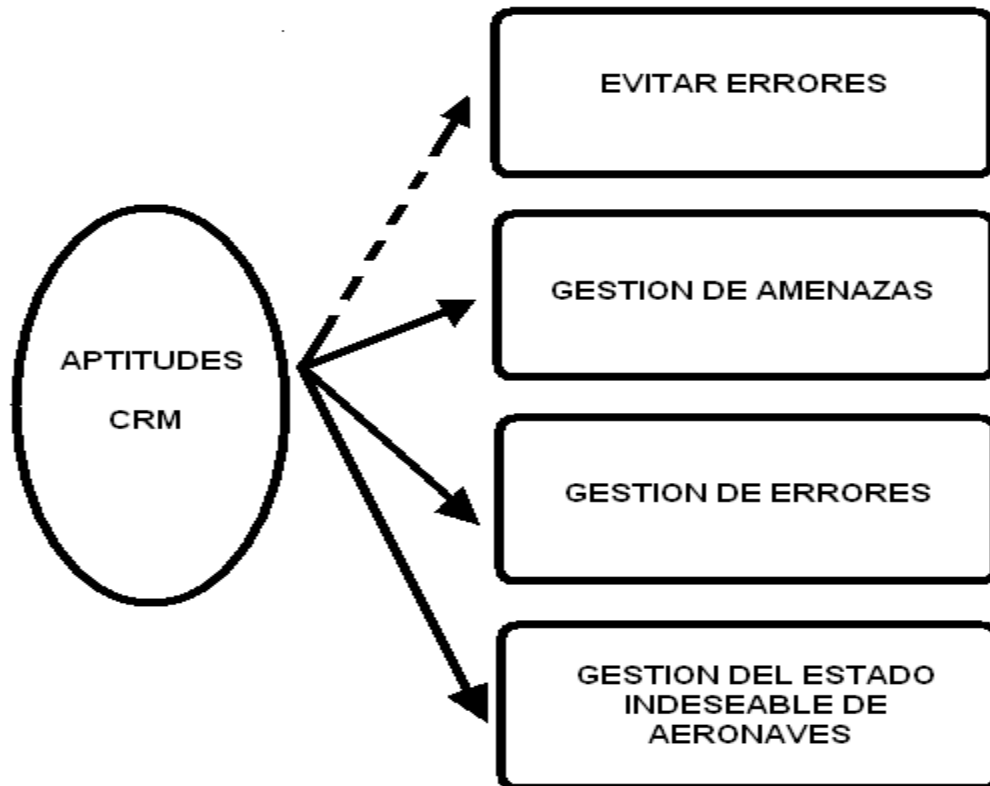 EVITAR ERRORES
GESTION DE AMENAZAS
APTITUDES
CRM
GESTION DE ERRORES
GESTION DEL ESTADO
INDESEABLE DE
AERONAVES